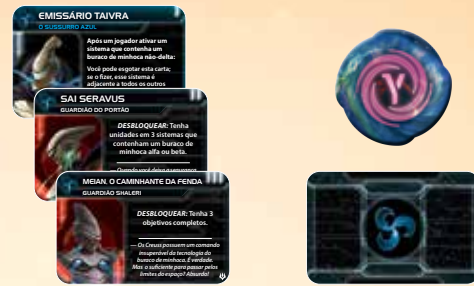 EMISSÁRIO TAIVRA
O SUSSURRO AZUL
Após um jogador ativar um
sistema que contenha um
buraco de minhoca não-delta:
Você pode esgotar esta carta;
se o fizer, esse sistema é
adjacente a todos os outros
SAI SERAVUS
GUARDIÃO DO PORTÃO
DESBLOQUEAR: Tenha
unidades em 3 sistemas que
contenham um buraco de
minhoca alfa ou beta.
— Quando você deixa a segurança
MEIAN, O CAMINHANTE DA FENDA
GUARDIÃO SHALERI
DESBLOQUEAR: Tenha 3
objetivos completos.
— Os Creuss possuem um comando
insuperável da tecnologia do
buraco de minhoca. É verdade.
Mas o suficiente para passar pelos
limites do espaço? Absurdo!